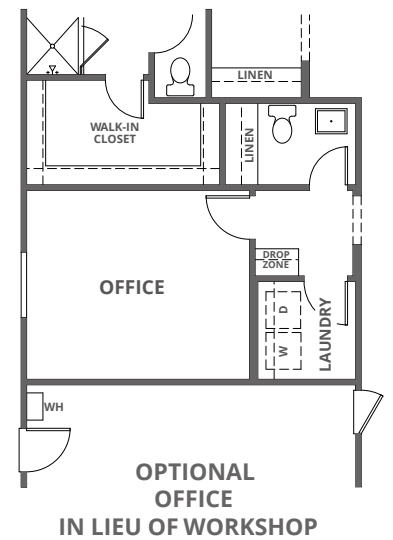 LINEN
WALK-IN
CLOSET
LINEN
DROP
ZONE
OFFICE
D
W
LAUNDRY
WH
OPTIONAL
OFFICE
IN LIEU OF WORKSHOP